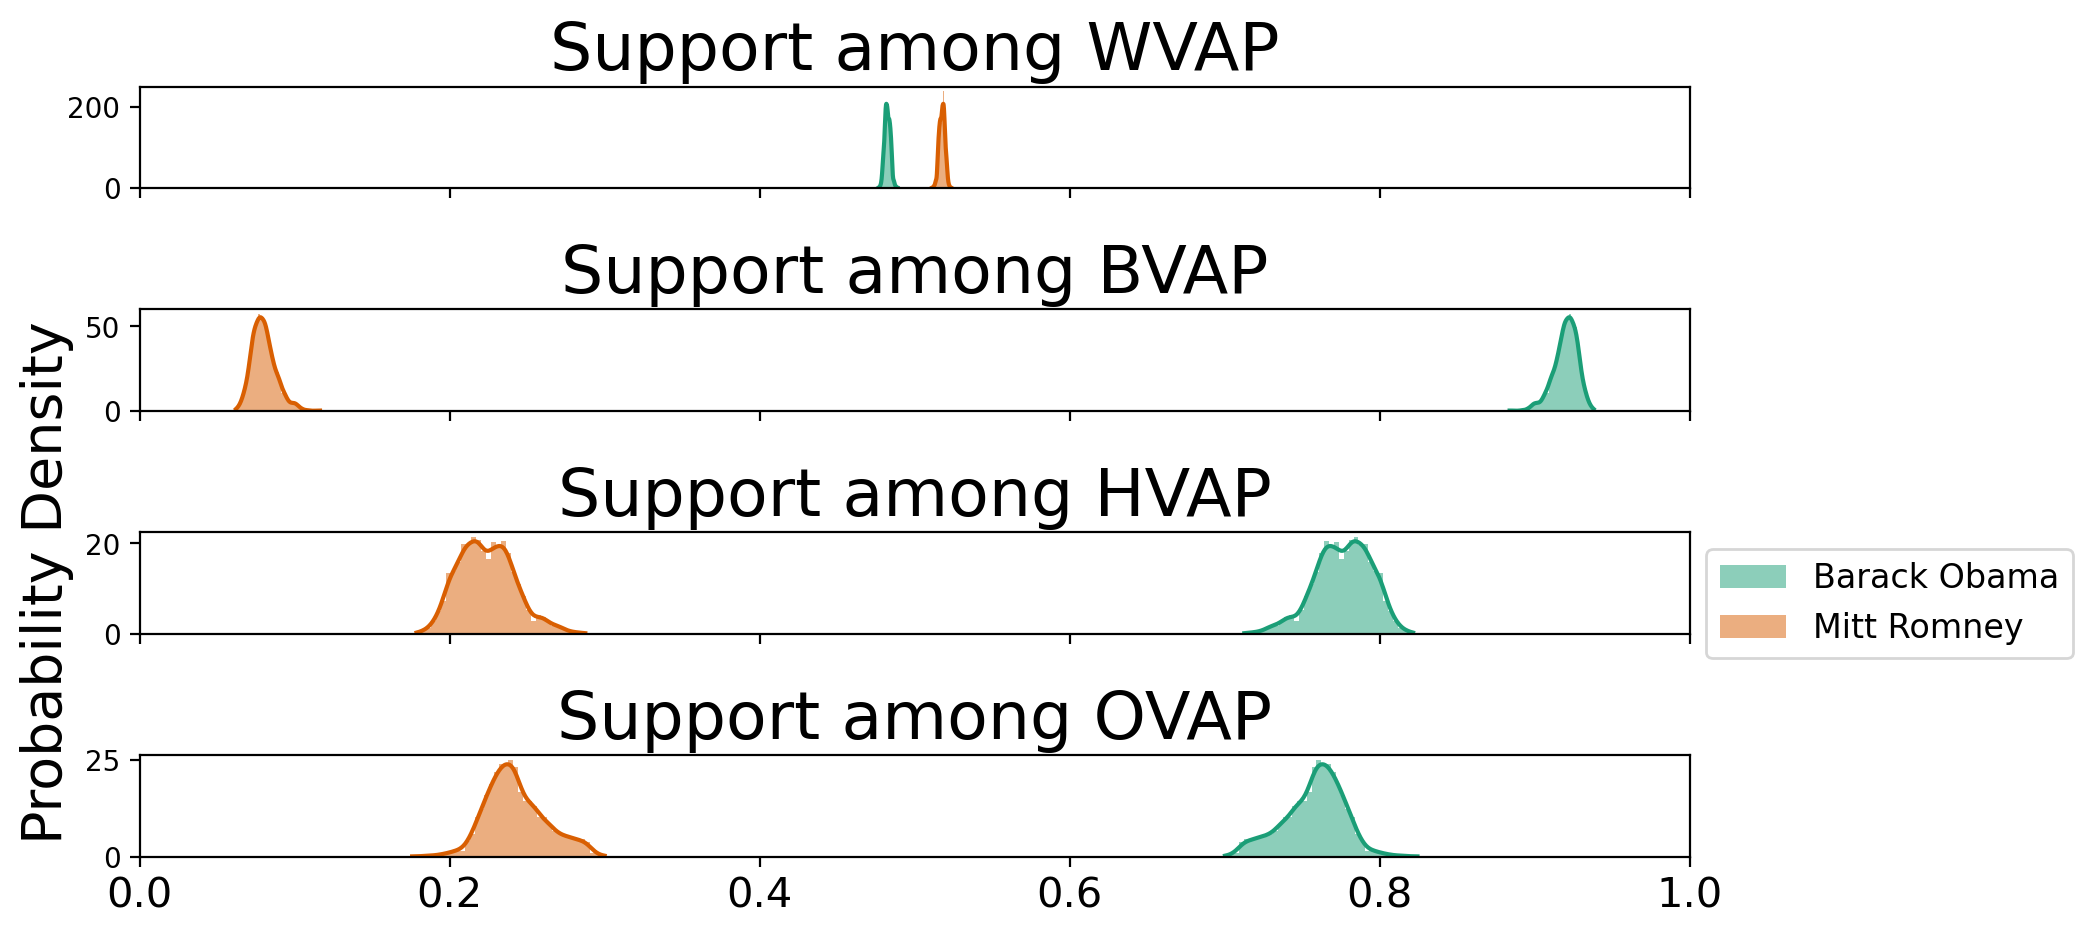 Support among WVAP
200
0
Support among BVAP
50
0
Support among HVAP
20
0
Support among OVAP
25
0
0.0 0.2 0.4 0.6 0.8 1.0
Probability Density
Barack Obama
Mitt Romney